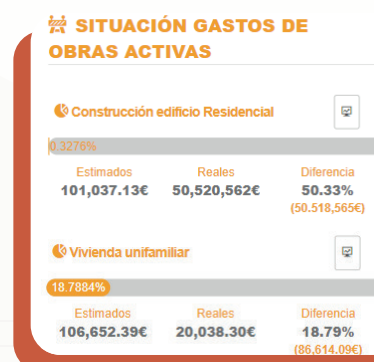 SITUACIÓN GASTOS DE
OBRAS ACTIVAS
Construcción edificio Residencial
0.3276%
Estimados Reales Diferencia
101,037.13€ 50,520,562€ 50.33%
(50.518,565€)
Vivienda unifamiliar
18.7884%
Estimados Reales Diferencia
106,652.39€ 20,038.30€ 18.79%
(86,614.09€)